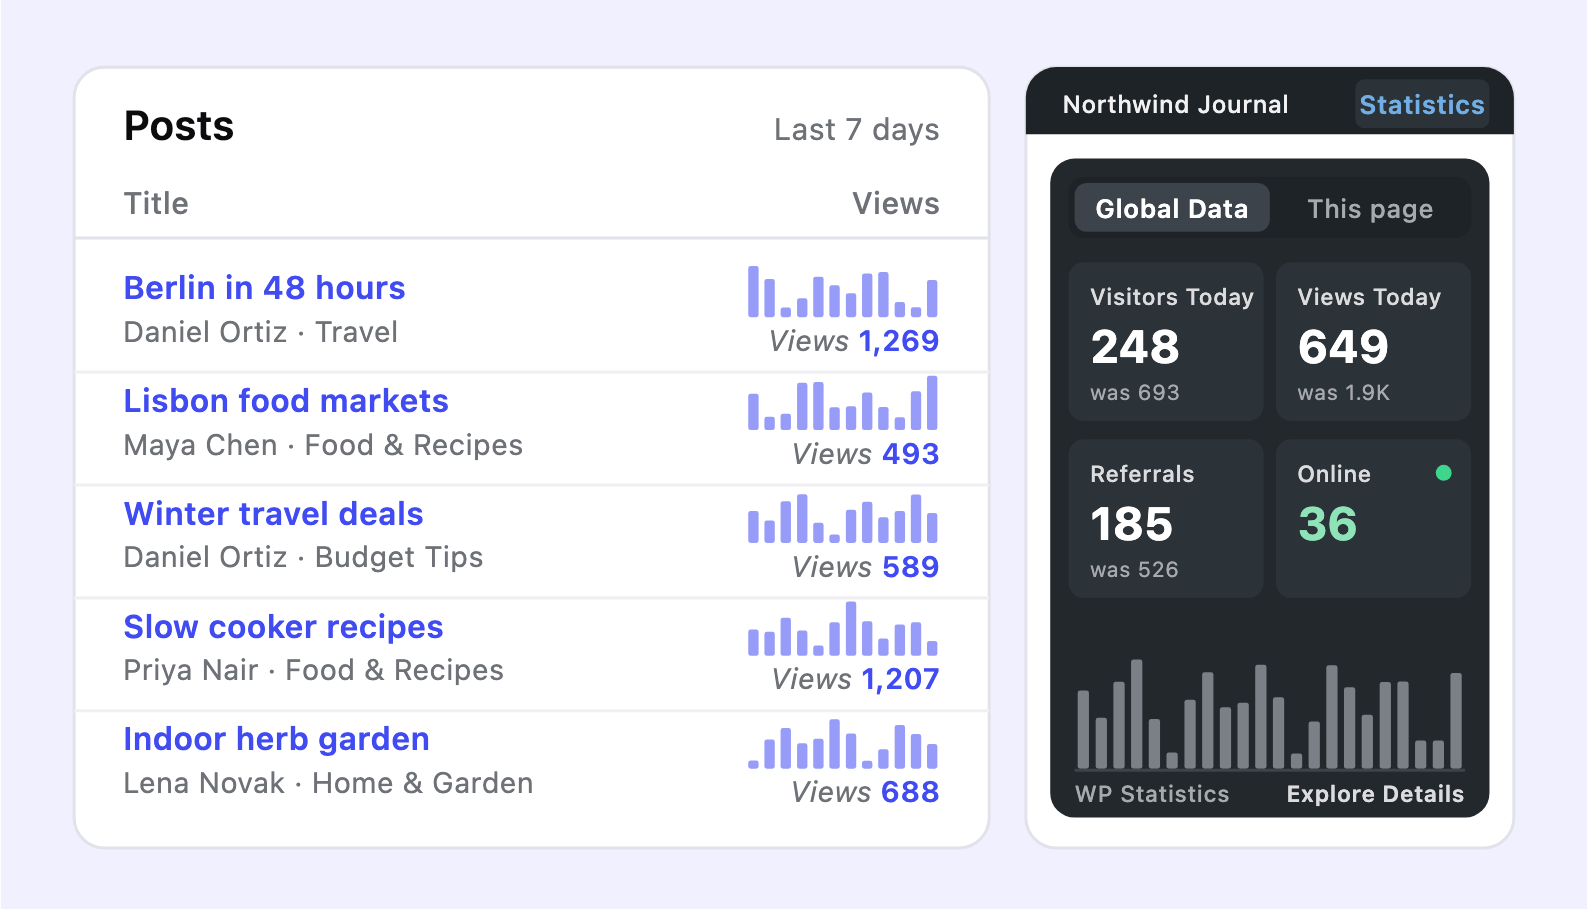 Posts
Last 7 days
Title
Views
Berlin in 48 hours
Daniel Ortiz · Travel
Views 1,269
Lisbon food markets
Maya Chen · Food & Recipes
Views 493
Winter travel deals
Daniel Ortiz · Budget Tips
Views 589
Slow cooker recipes
Priya Nair · Food & Recipes
Views 1,207
Indoor herb garden
Lena Novak · Home & Garden
Views 688
Northwind Journal
Statistics
Global Data
This page
Visitors Today
248
was 693
Views Today
649
was 1.9K
Referrals
185
was 526
Online
36
WP Statistics
Explore Details